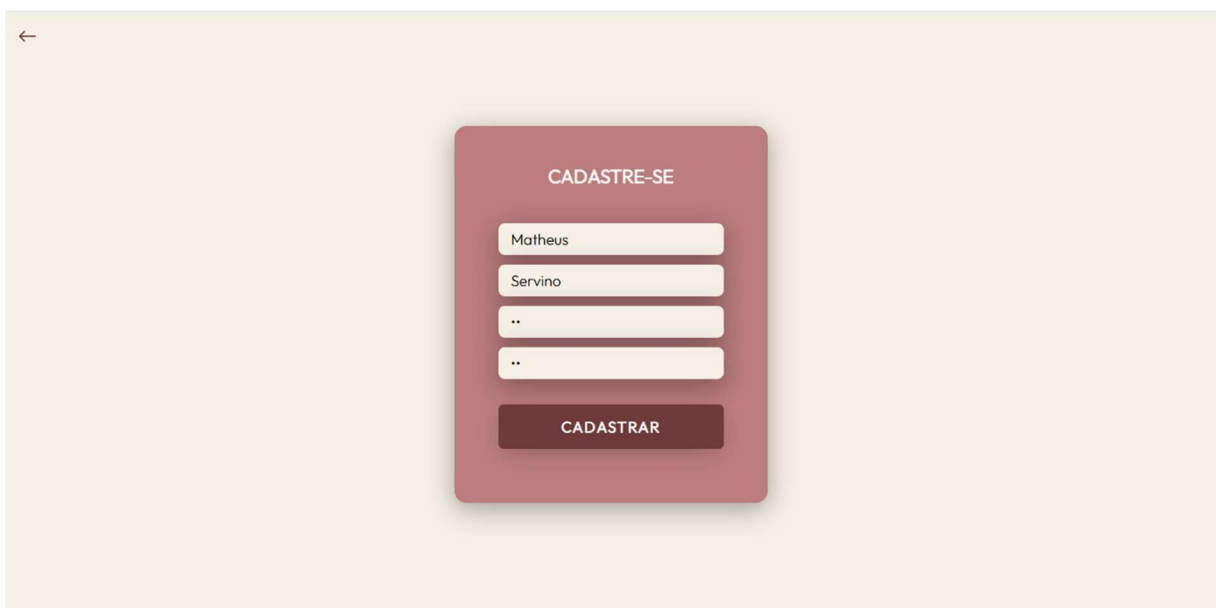 ←
CADASTRE-SE
Matheus
Servino
••
••
CADASTRAR